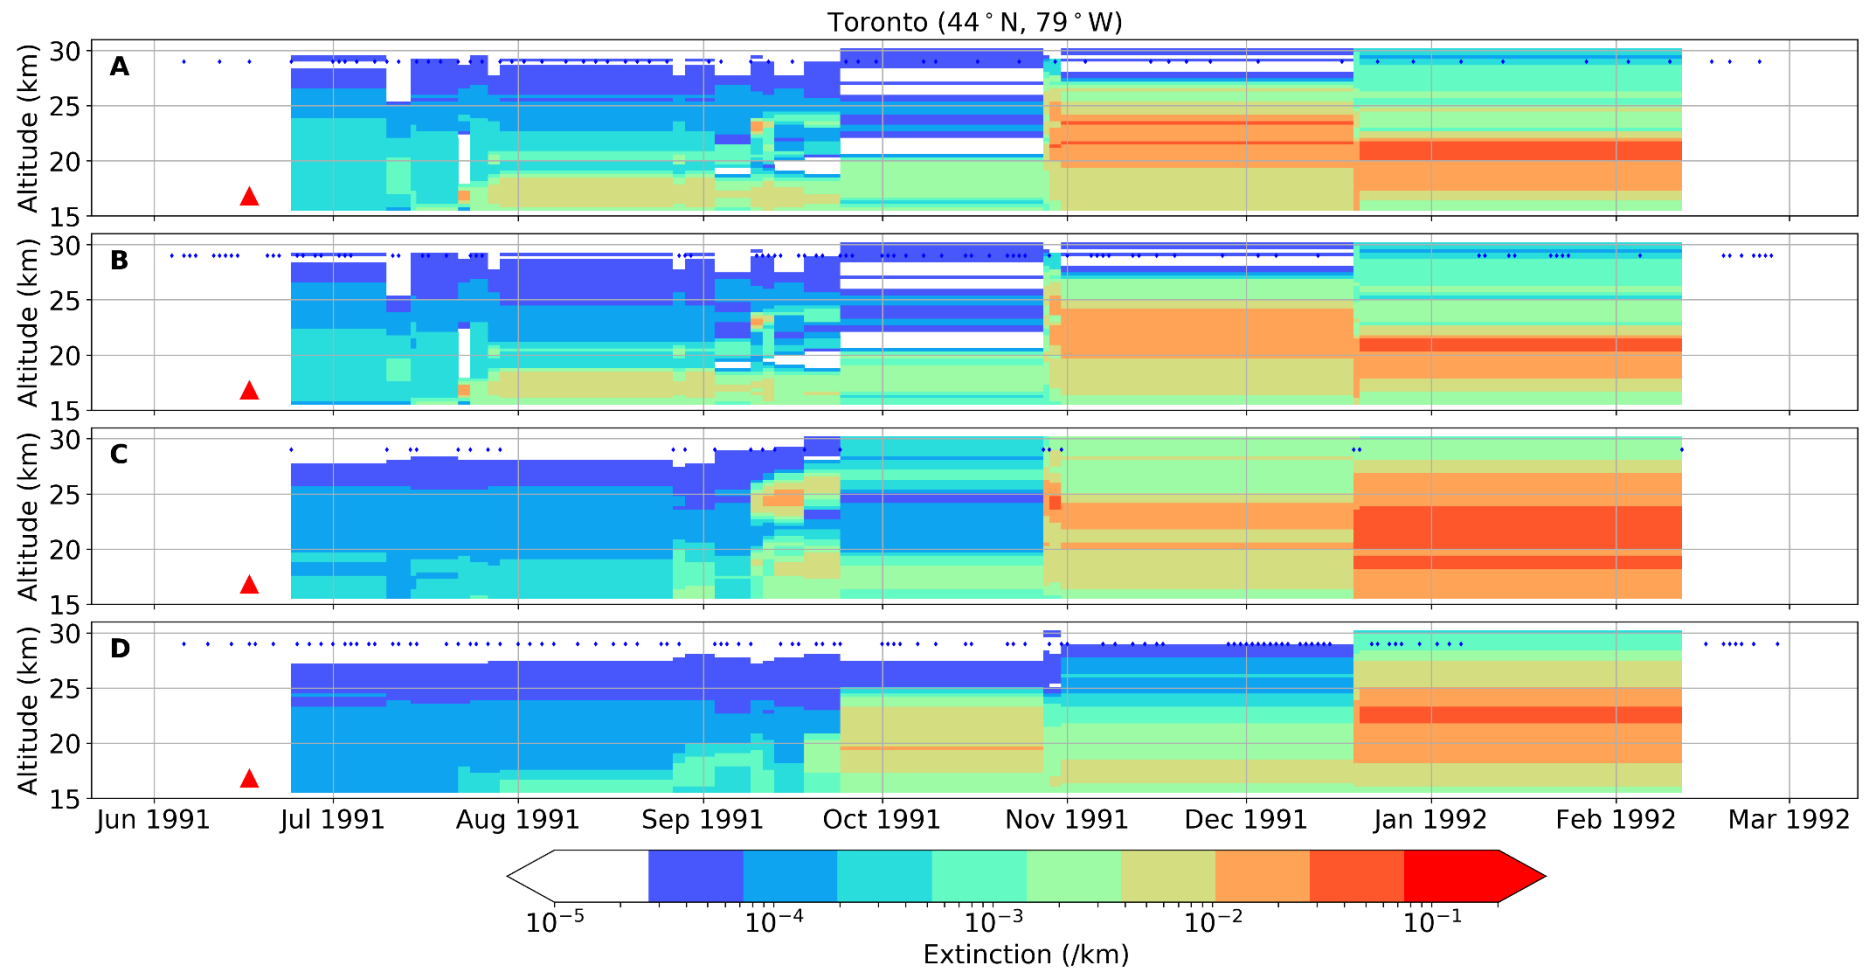 Toronto (44°N, 79°W)
A
30
25
20
15
Altitude (km)
B
30
25
20
15
Altitude (km)
C
30
25
20
15
Altitude (km)
D
30
25
20
15
Altitude (km)
Jun 1991 Jul 1991 Aug 1991 Sep 1991 Oct 1991 Nov 1991 Dec 1991 Jan 1992 Feb 1992 Mar 1992
10⁻⁵ 10⁻⁴ 10⁻³ 10⁻² 10⁻¹
Extinction (/km)